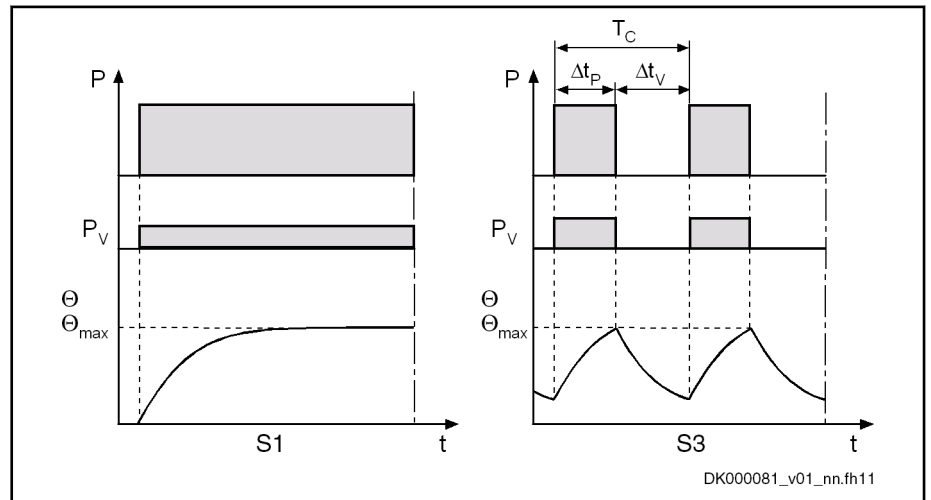 P
P_V
Θ
Θ_max
S1
t
T_C
Δt_P
Δt_V
P
P_V
Θ
Θ_max
S3
t
DK000081_v01_nn.fh11